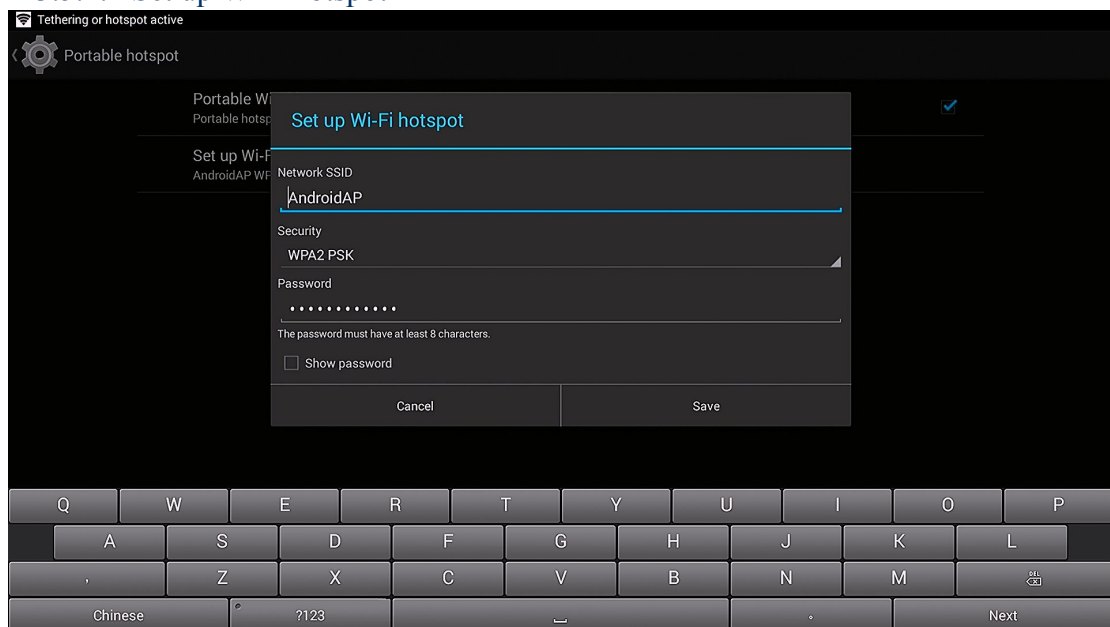 Tethering or hotspot active
Portable hotspot
Portable Wi
Portable hotsp
Set up Wi-F
AndroidAP WP
Set up Wi-Fi hotspot
Network SSID
AndroidAP
Security
WPA2 PSK
Password
••••••••••••
The password must have at least 8 characters.
Show password
Cancel Save
Q W E R T Y U I O P
A S D F G H J K L
, Z X C V B N M DEL
Chinese ?123 Next